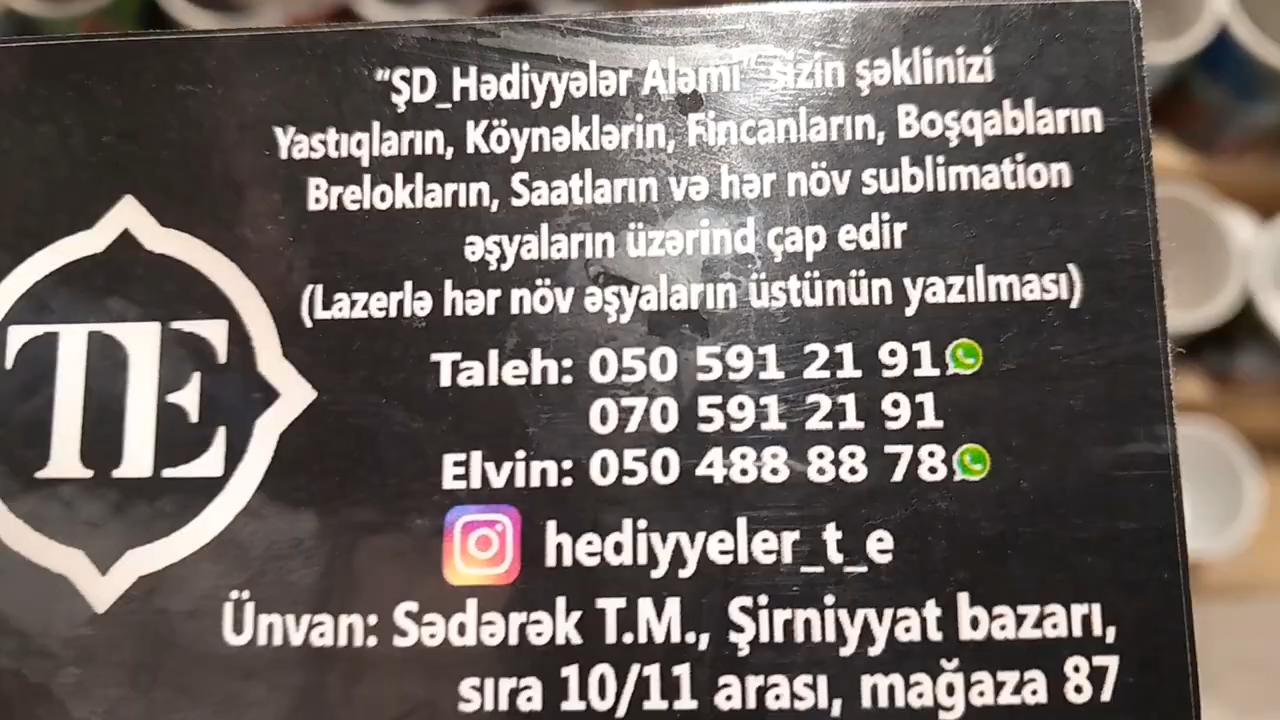 "ŞD_Hədiyyələr Aləmi" sizin şəklinizi
Yastıqların, Köynəklərin, Fincanların, Boşqabların
Brelokların, Saatların və hər növ sublimation
əşyaların üzərind çap edir
(Lazerlə hər növ əşyaların üstünün yazılması)
TE
Taleh: 050 591 21 91
070 591 21 91
Elvin: 050 488 88 78
hediyyeler_t_e
Ünvan: Sədərək T.M., Şirniyyat bazarı,
sıra 10/11 arası, mağaza 87